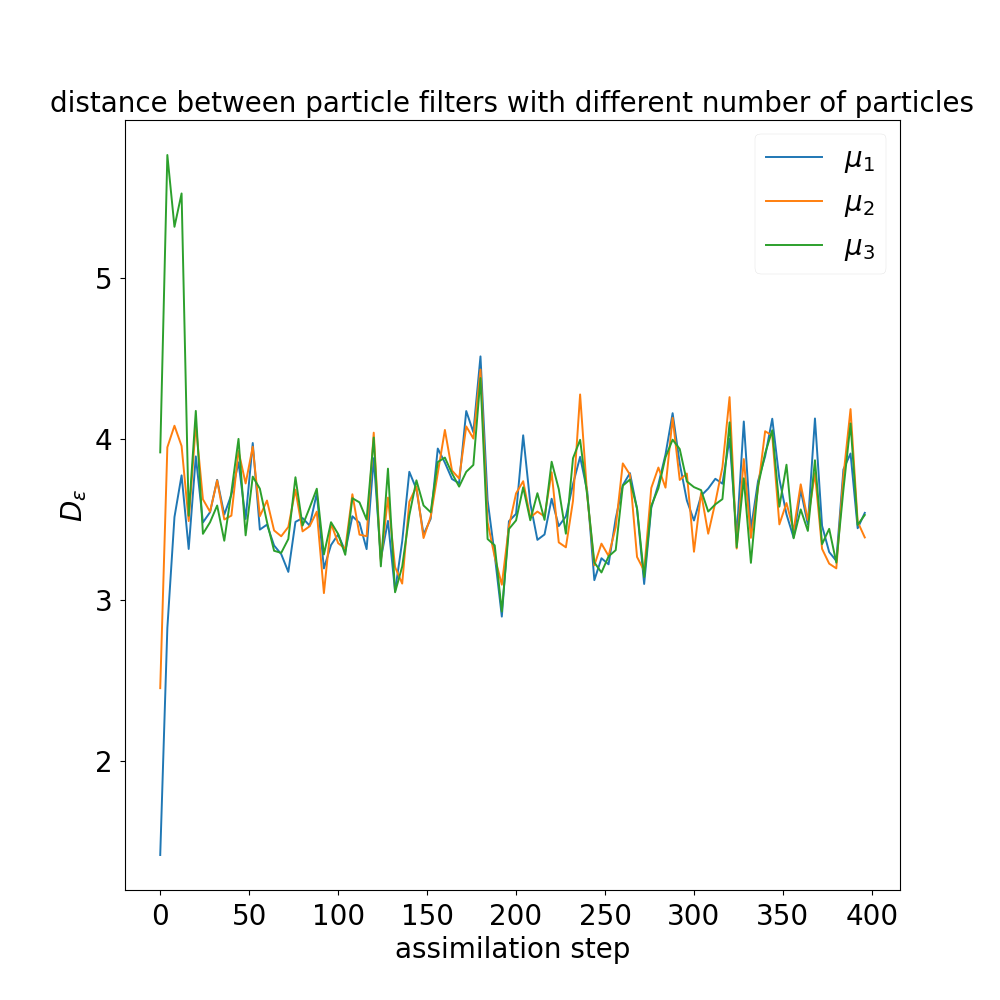 distance between particle filters with different number of particles
μ₁
μ₂
μ₃
5
4
3
2
D_ε
0 50 100 150 200 250 300 350 400
assimilation step